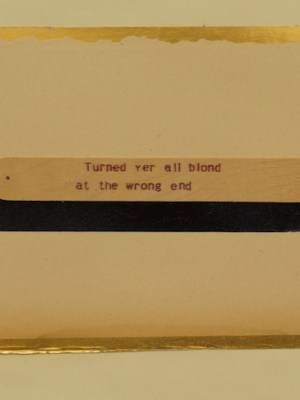 Turned Yer all blond
at the wrong end